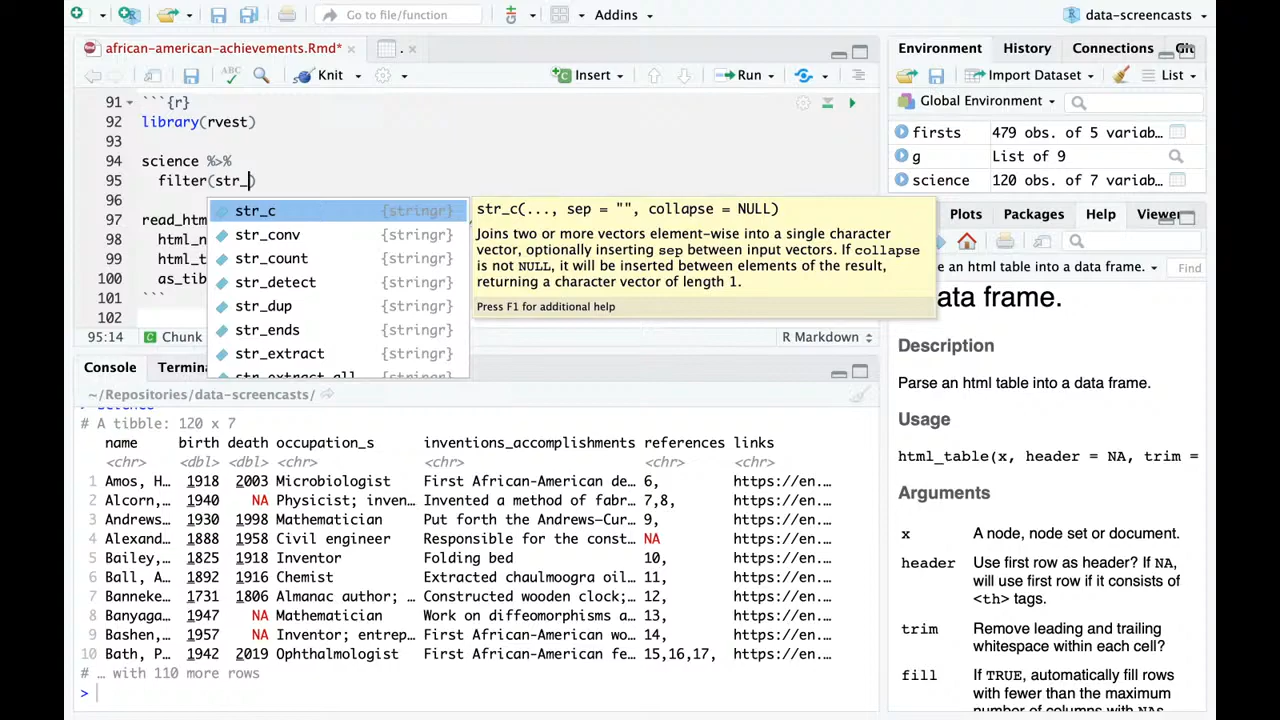 Go to file/function
Addins
data-screencasts
african-american-achievements.Rmd*
.
ABC
Knit
Insert
Run
91 ```{r}
92 library(rvest)
93
94 science %>%
95 filter(str_)
96
97 read_htm
98 html_n
99 html_t
100 as_tib
101 ```
102
str_c {stringr}
str_conv {stringr}
str_count {stringr}
str_detect {stringr}
str_dup {stringr}
str_ends {stringr}
str_extract {stringr}
str_extract_all {stringr}
str_c(..., sep = "", collapse = NULL)
Joins two or more vectors element-wise into a single character
vector, optionally inserting sep between input vectors. If collapse
is not NULL, it will be inserted between elements of the result,
returning a character vector of length 1.
Press F1 for additional help
95:14 Chunk
R Markdown
Console
~/Repositories/data-screencasts/
> science
# A tibble: 120 x 7
name birth death occupation_s inventions_accomplishments references links
<chr> <dbl> <dbl> <chr> <chr> <chr> <chr>
1 Amos, H… 1918 2003 Microbiologist First African-American de… 6, https://en.…
2 Alcorn,… 1940 NA Physicist; inven… Invented a method of fabr… 7,8, https://en.…
3 Andrews… 1930 1998 Mathematician Put forth the Andrews-Cur… 9, https://en.…
4 Alexand… 1888 1958 Civil engineer Responsible for the const… NA https://en.…
5 Bailey,… 1825 1918 Inventor Folding bed 10, https://en.…
6 Ball, A… 1892 1916 Chemist Extracted chaulmoogra oil… 11, https://en.…
7 Banneke… 1731 1806 Almanac author; … Constructed wooden clock;… 12, https://en.…
8 Banyaga… 1947 NA Mathematician Work on diffeomorphisms a… 13, https://en.…
9 Bashen,… 1957 NA Inventor; entrep… First African-American wo… 14, https://en.…
10 Bath, P… 1942 2019 Ophthalmologist First African-American fe… 15,16,17, https://en.…
# … with 110 more rows
>
Environment History Connections Git
Import Dataset List
Global Environment
firsts 479 obs. of 5 variab…
g List of 9
science 120 obs. of 7 variab…
Plots Packages Help Viewer
e an html table into a data frame. Find
ata frame.
Description
Parse an html table into a data frame.
Usage
html_table(x, header = NA, trim =
Arguments
x A node, node set or document.
header Use first row as header? If NA,
will use first row if it consists of
<th> tags.
trim Remove leading and trailing
whitespace within each cell?
fill If TRUE, automatically fill rows
with fewer than the maximum
number of columns with NAs.